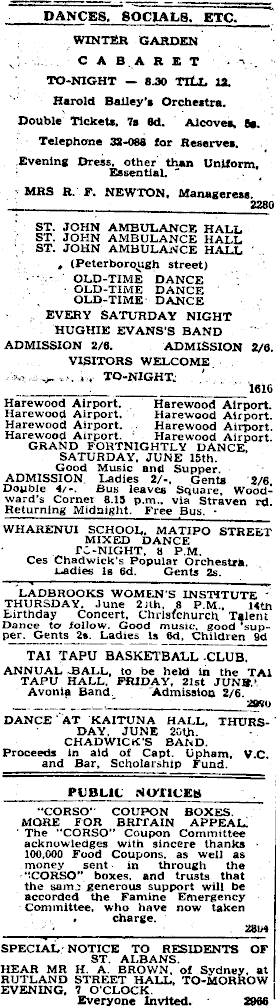 DANCES, SOCIALS, ETC.
WINTER GARDEN
CABARET
TO-NIGHT — 8.30 TILL 12.
Harold Bailey's Orchestra.
Double Tickets, 7s 6d. Alcoves, 5s.
Telephone 32-088 for Reserves.
Evening Dress, other than Uniform,
Essential.
MRS R. F. NEWTON, Manageress.
2280
ST. JOHN AMBULANCE HALL
ST. JOHN AMBULANCE HALL
ST. JOHN AMBULANCE HALL
(Peterborough street)
OLD-TIME DANCE
OLD-TIME DANCE
OLD-TIME DANCE
EVERY SATURDAY NIGHT
HUGHIE EVANS'S BAND
ADMISSION 2/6. ADMISSION 2/6.
VISITORS WELCOME
TO-NIGHT.
1616
Harewood Airport. Harewood Airport.
Harewood Airport. Harewood Airport.
Harewood Airport. Harewood Airport.
Harewood Airport. Harewood Airport.
GRAND FORTNIGHTLY DANCE,
SATURDAY, JUNE 15th.
Good Music and Supper.
ADMISSION Ladies 2/-, Gents 2/6,
Double 4/-. Bus leaves Square, Wood-
ward's Corner 8.15 p.m., via Straven rd.
Returning Midnight. Free Bus.
WHARENUI SCHOOL, MATIPO STREET
MIXED DANCE
TO-NIGHT, 8 P.M.
Ces Chadwick's Popular Orchestra.
Ladies 1s 6d. Gents 2s.
LADBROOKS WOMEN'S INSTITUTE
THURSDAY, June 8 P.M., 14th
Birthday Concert, Christchurch Talent
Dance to follow. Good music, good sup-
per. Gents 2s. Ladies 1s 6d, Children 9d
TAI TAPU BASKETBALL CLUB.
ANNUAL BALL, to be held in the TAI
TAPU HALL, FRIDAY, 21st JUNE.
Avonia Band. Admission 2/6.
2970
DANCE AT KAITUNA HALL, THURS-
DAY, JUNE 20th.
CHADWICK'S BAND.
Proceeds in aid of Capt. Upham, V.C.
and Bar, Scholarship Fund.
PUBLIC NOTICES
"CORSO" COUPON BOXES.
MORE FOR BRITAIN APPEAL.
The "CORSO" Coupon Committee
acknowledges with sincere thanks
100,000 Food Coupons, as well as
money sent in through the
"CORSO" boxes, and trusts that
the same generous support will be
accorded the Famine Emergency
Committee, who have now taken
charge.
2894
SPECIAL NOTICE TO RESIDENTS OF
ST. ALBANS.
HEAR MR H. A. BROWN, of Sydney, at
RUTLAND STREET HALL, TO-MORROW
EVENING, 7 O'CLOCK.
Everyone Invited. 2966